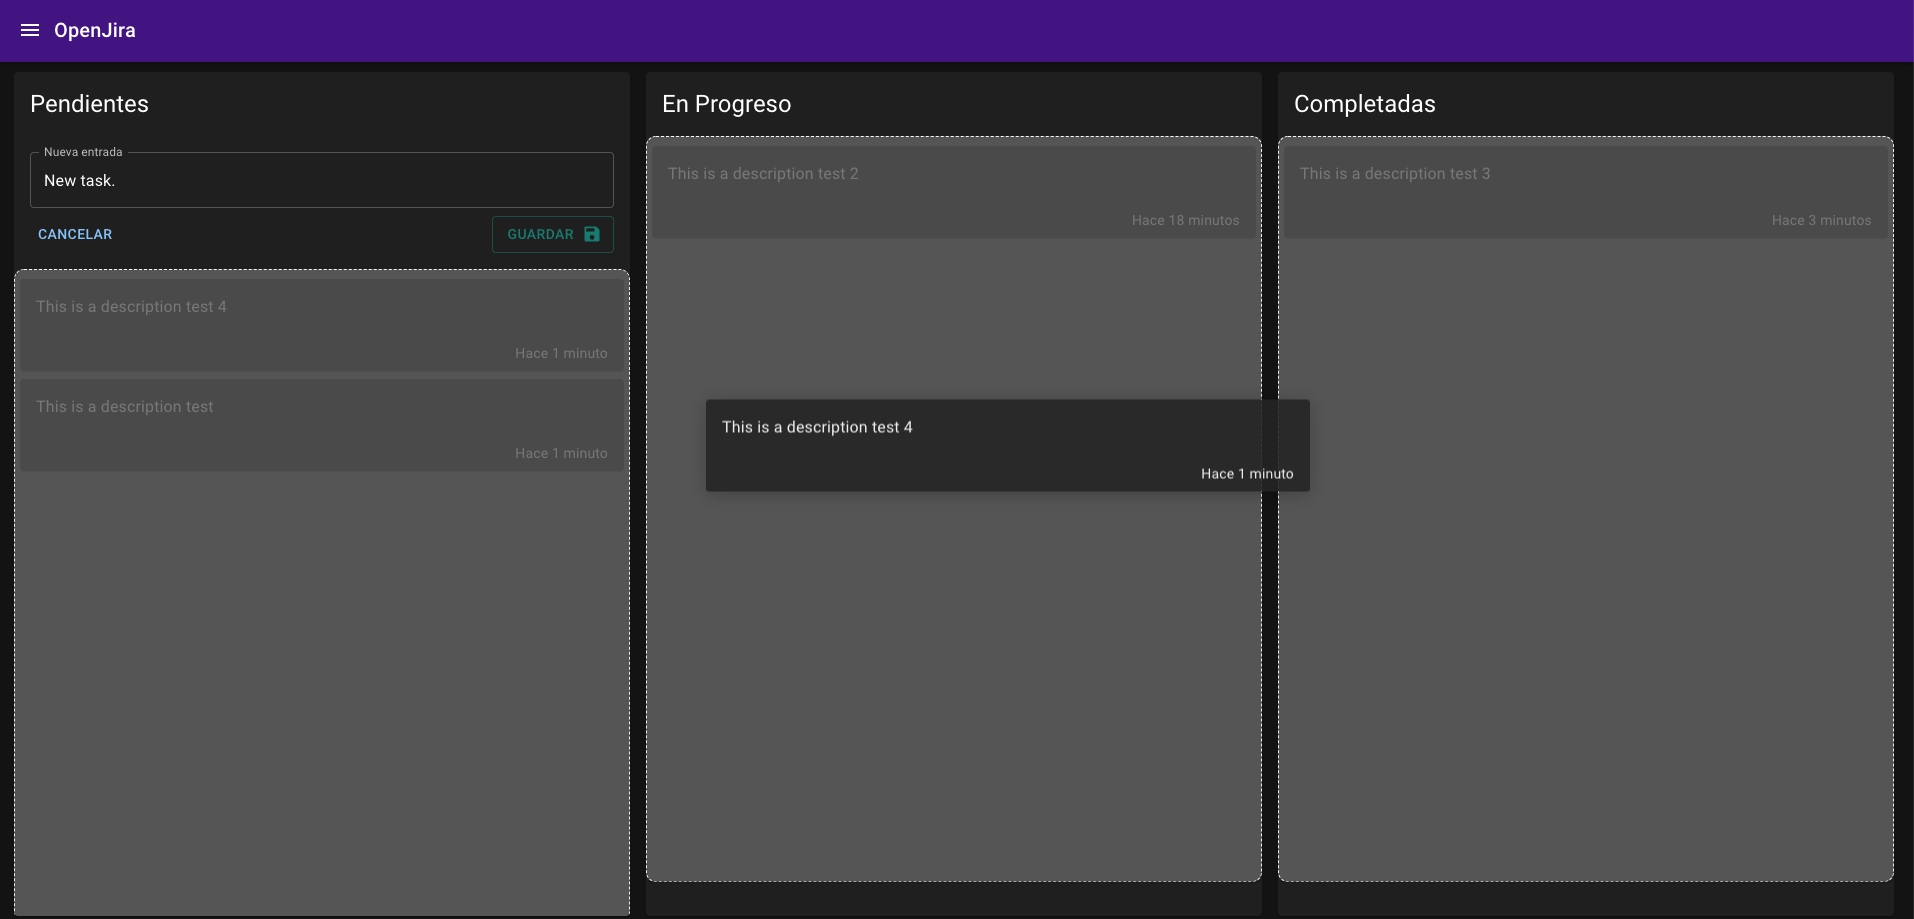 OpenJira
Pendientes
Nueva entrada
New task.
CANCELAR
GUARDAR
This is a description test 4
Hace 1 minuto
This is a description test
Hace 1 minuto
En Progreso
This is a description test 2
Hace 18 minutos
This is a description test 4
Hace 1 minuto
Completadas
This is a description test 3
Hace 3 minutos